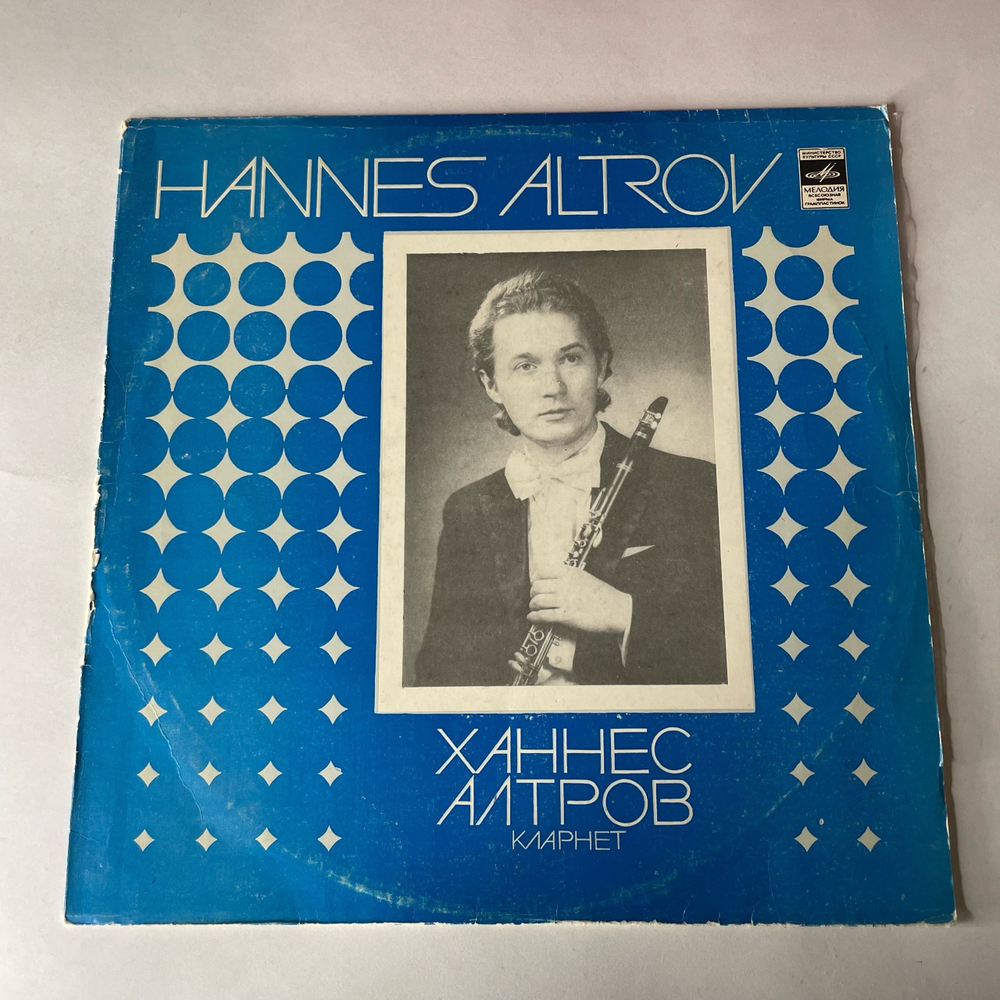 HANNES ALTROV
МИНИСТЕРСТВО
КУЛЬТУРЫ СССР
МЕЛОДИЯ
ВСЕСОЮЗНАЯ
ФИРМА
ГРАМПЛАСТИНОК
ХАННЕС
АЛТРОВ
КЛАРНЕТ